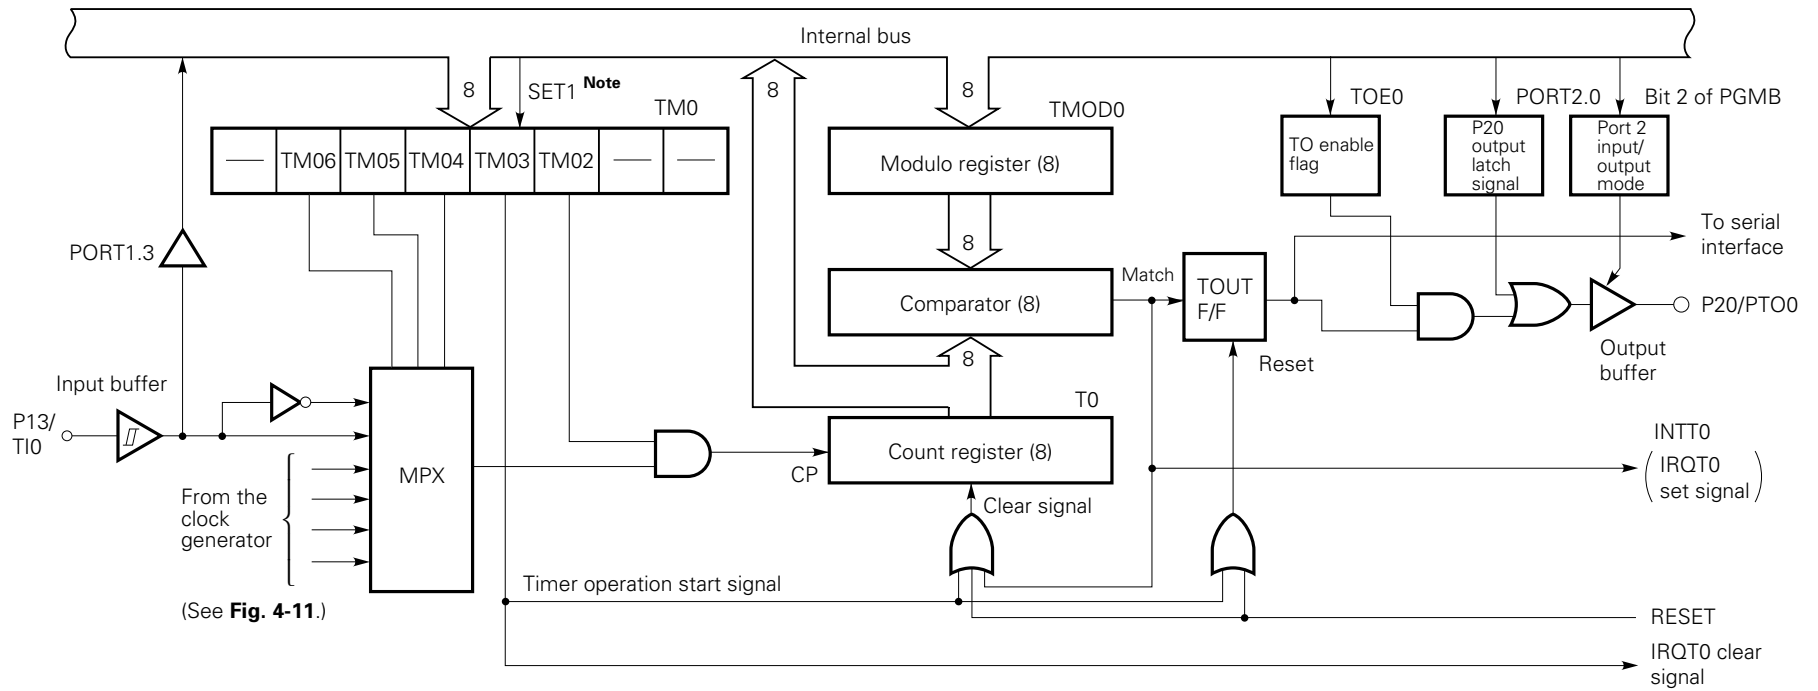 Internal bus
8
SET1 Note
8
8
TM0
TMOD0
TOE0
PORT2.0
Bit 2 of PGMB
TM06
TM05
TM04
TM03
TM02
Modulo register (8)
TO enable
flag
P20
output
latch
signal
Port 2
input/
output
mode
PORT1.3
8
To serial
interface
Match
TOUT
F/F
Comparator (8)
P20/PTO0
Output
buffer
8
Reset
Input buffer
P13/
TI0
T0
Count register (8)
CP
MPX
From the
clock
generator
(See Fig. 4-11.)
INTT0
IRQT0
set signal
Clear signal
Timer operation start signal
RESET
IRQT0 clear
signal